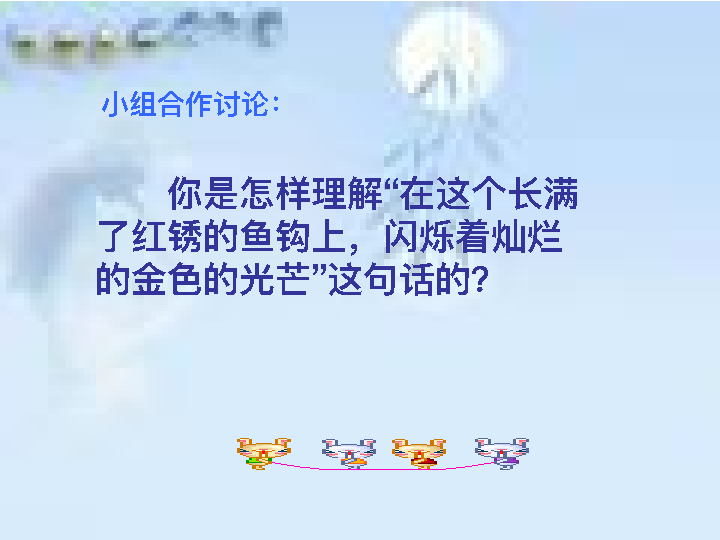 小组合作讨论：
你是怎样理解“在这个长满
了红锈的鱼钩上，闪烁着灿烂
的金色的光芒”这句话的？